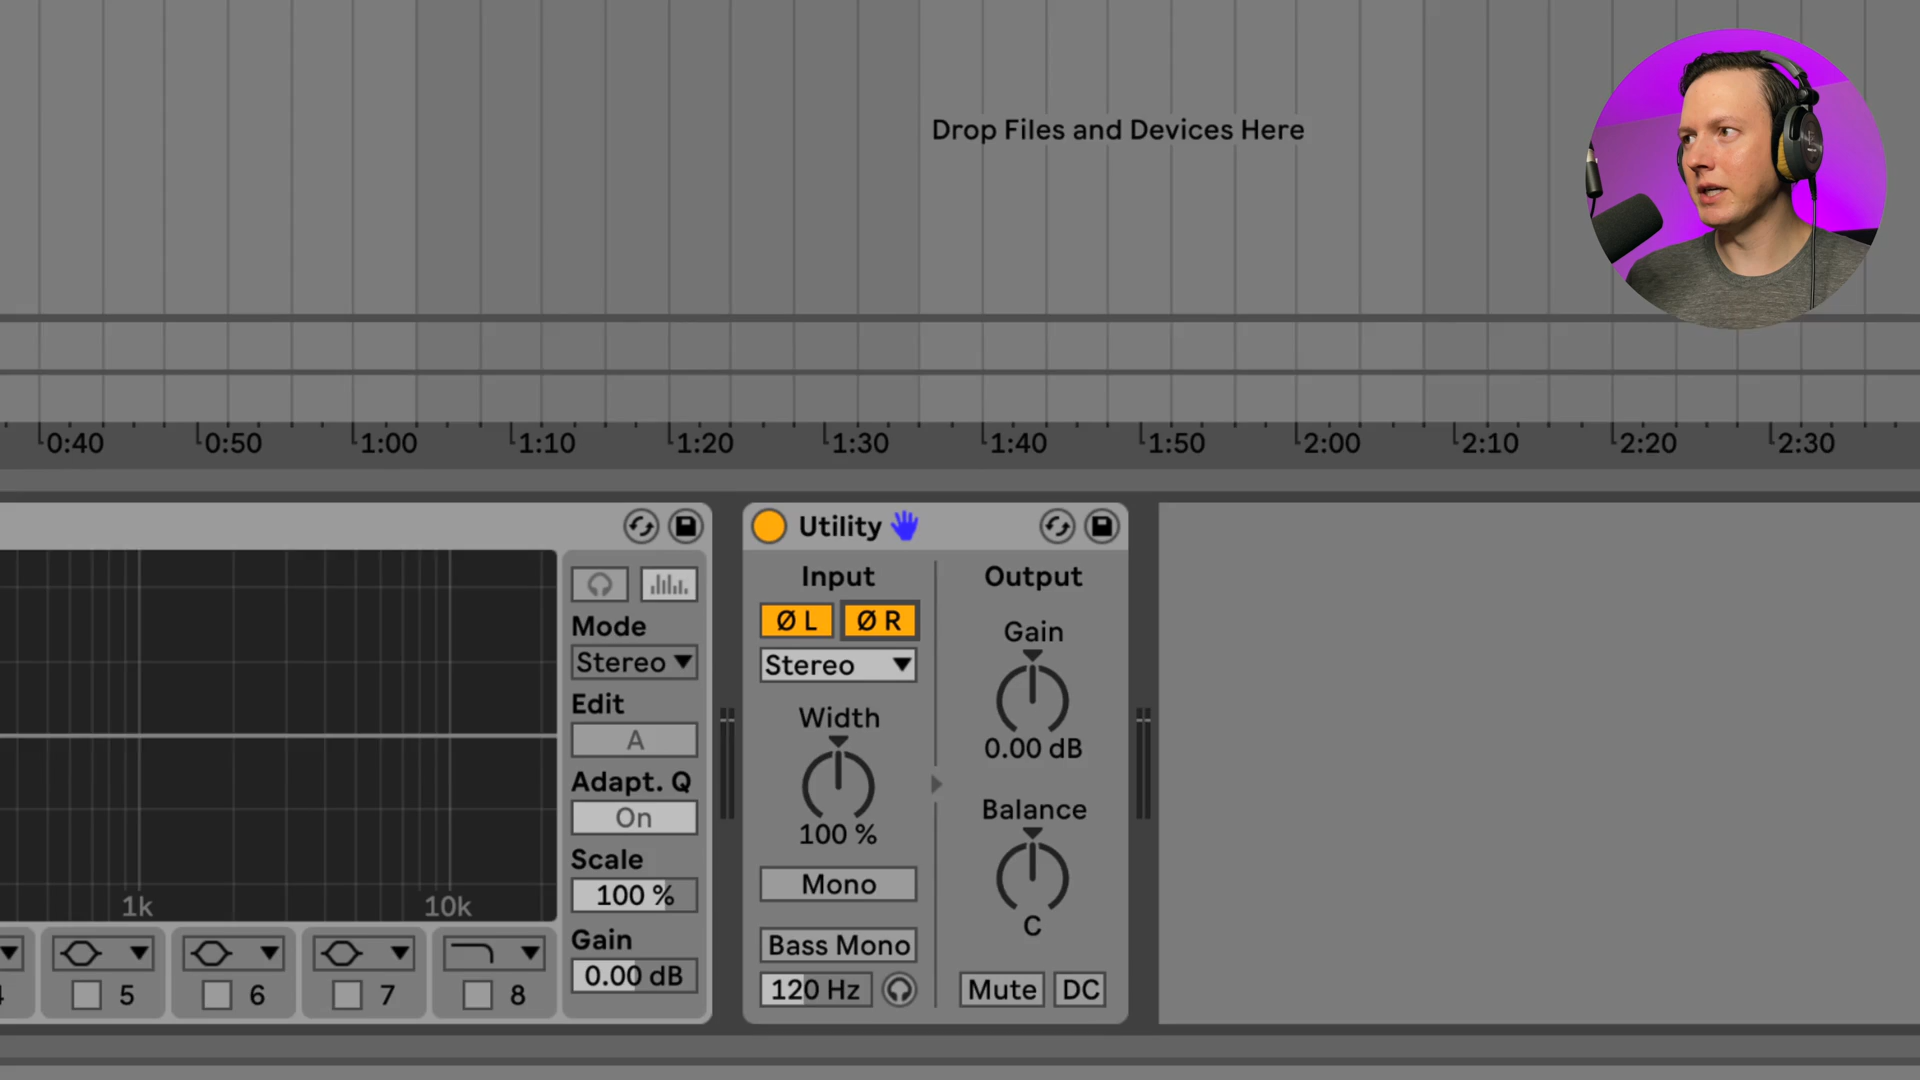 Drop Files and Devices Here
0:40 0:50 1:00 1:10 1:20 1:30 1:40 1:50 2:00 2:10 2:20 2:30
Mode
Stereo
Edit
A
Adapt. Q
On
Scale
100 %
Gain
0.00 dB
1k 10k
4 5 6 7 8
Utility
Input
Ø L Ø R
Stereo
Width
100 %
Mono
Bass Mono
120 Hz
Output
Gain
0.00 dB
Balance
C
Mute DC